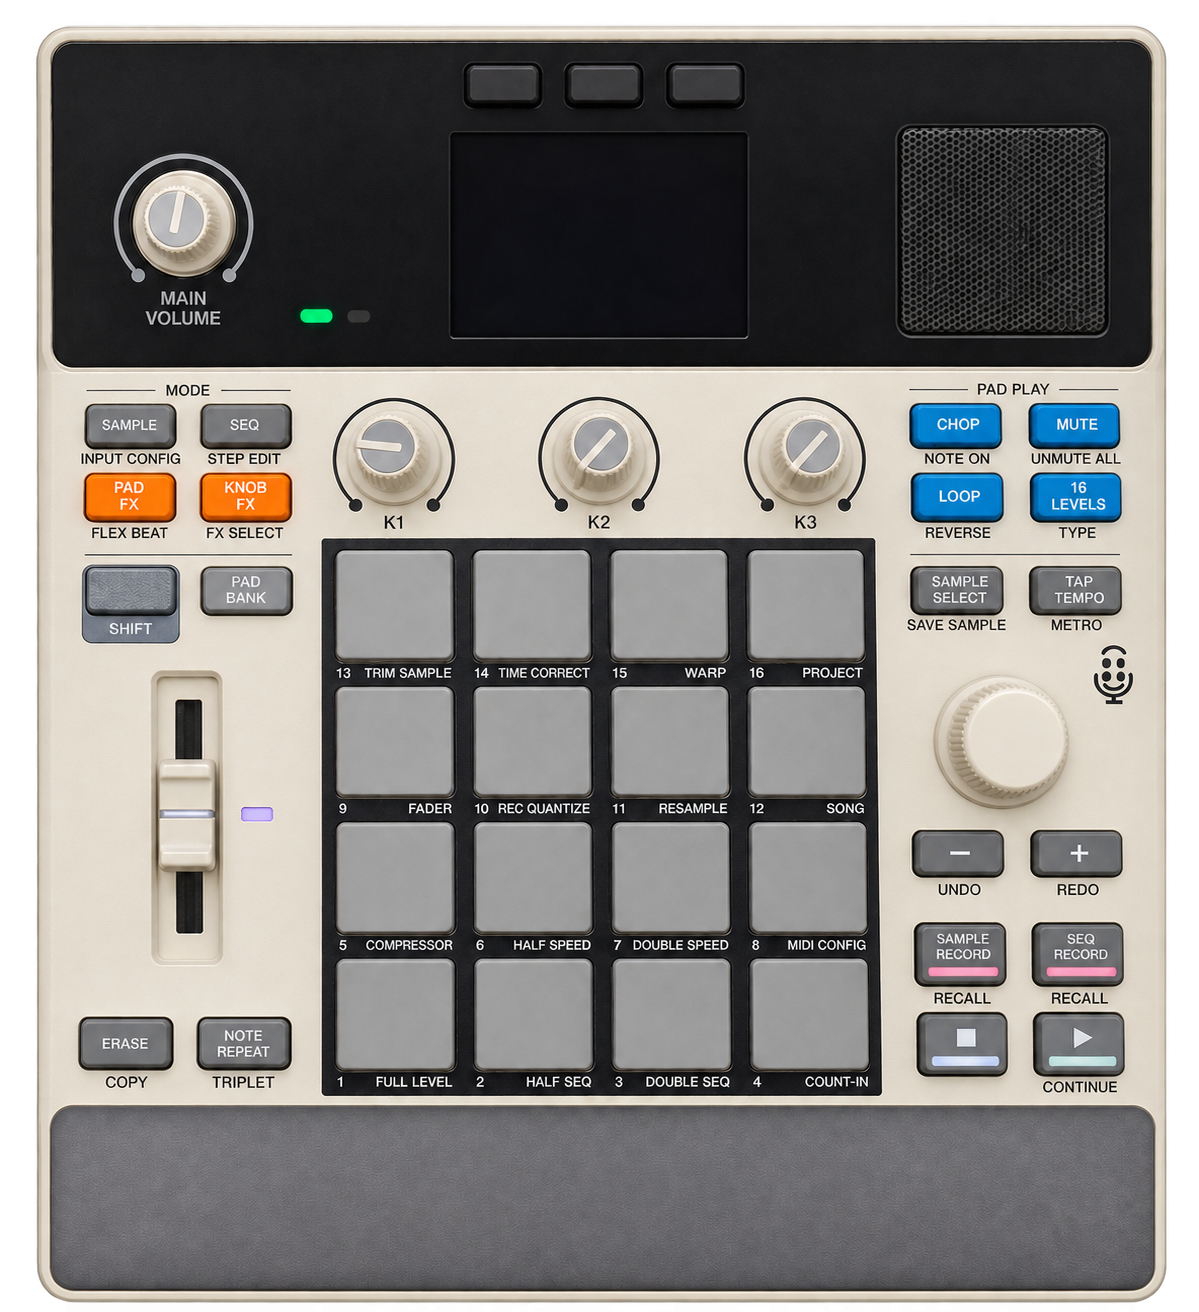 MAIN
VOLUME
MODE
SAMPLE
SEQ
INPUT CONFIG
STEP EDIT
PAD
FX
KNOB
FX
FLEX BEAT
FX SELECT
K1
K2
K3
PAD PLAY
CHOP
MUTE
NOTE ON
UNMUTE ALL
LOOP
16
LEVELS
REVERSE
TYPE
SHIFT
PAD
BANK
SAMPLE
SELECT
TAP
TEMPO
SAVE SAMPLE
METRO
13 TRIM SAMPLE
14 TIME CORRECT
15 WARP
16 PROJECT
9 FADER
10 REC QUANTIZE
11 RESAMPLE
12 SONG
5 COMPRESSOR
6 HALF SPEED
7 DOUBLE SPEED
8 MIDI CONFIG
1 FULL LEVEL
2 HALF SEQ
3 DOUBLE SEQ
4 COUNT-IN
UNDO
REDO
SAMPLE
RECORD
SEQ
RECORD
RECALL
RECALL
CONTINUE
ERASE
NOTE
REPEAT
COPY
TRIPLET